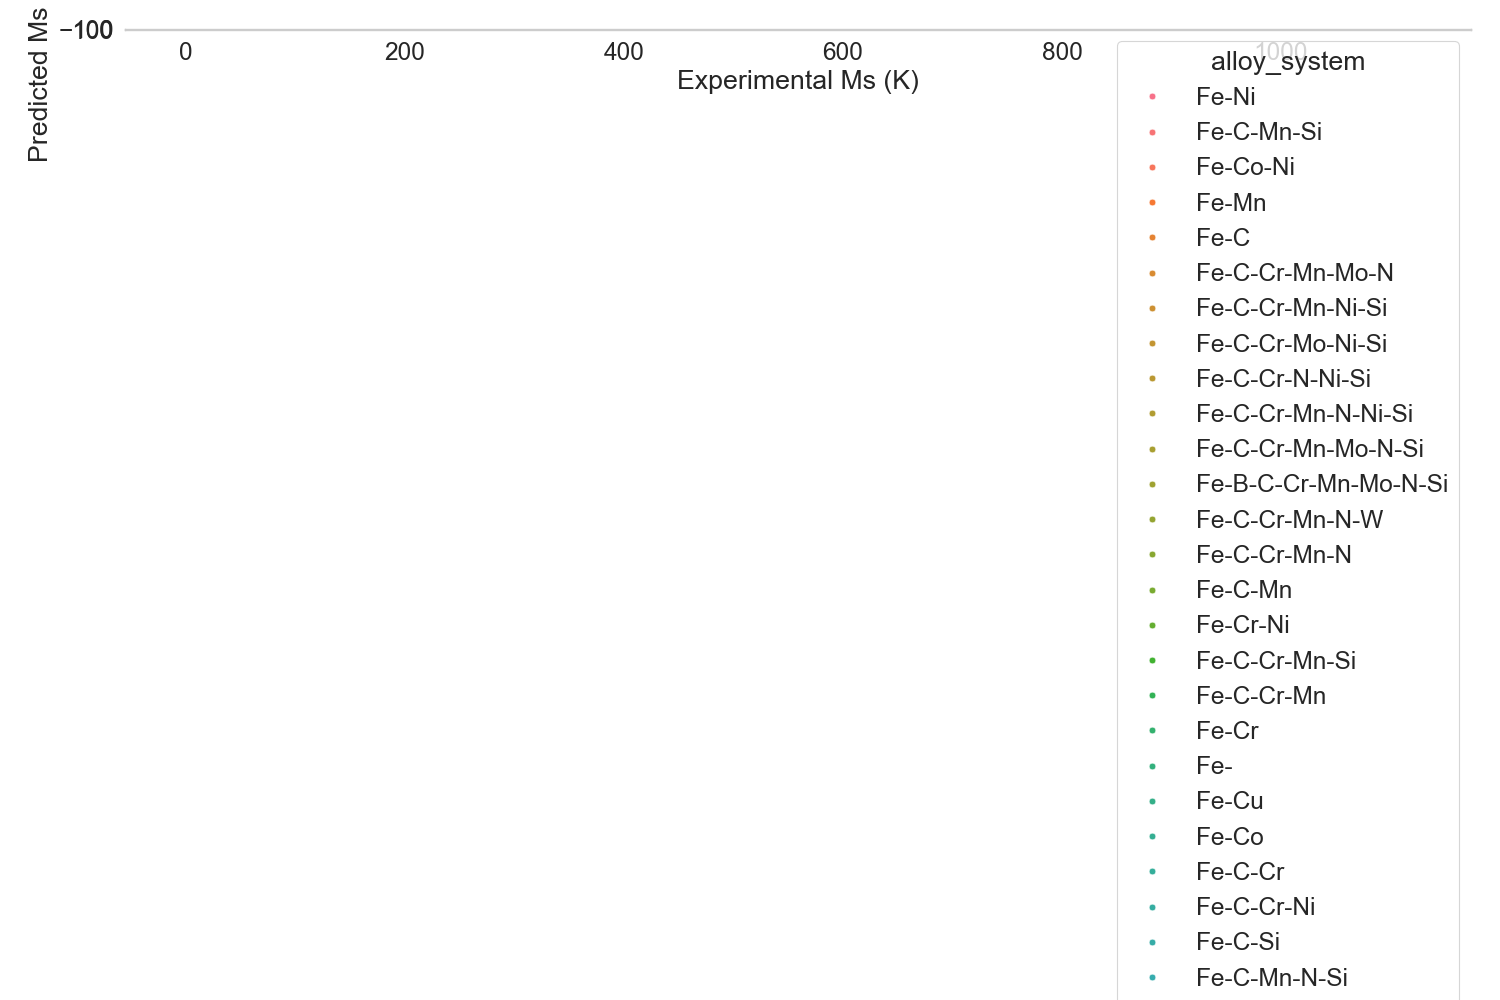 Predicted Ms
−100
0 200 400 600 800 1000
Experimental Ms (K)
alloy_system
Fe-Ni
Fe-C-Mn-Si
Fe-Co-Ni
Fe-Mn
Fe-C
Fe-C-Cr-Mn-Mo-N
Fe-C-Cr-Mn-Ni-Si
Fe-C-Cr-Mo-Ni-Si
Fe-C-Cr-N-Ni-Si
Fe-C-Cr-Mn-N-Ni-Si
Fe-C-Cr-Mn-Mo-N-Si
Fe-B-C-Cr-Mn-Mo-N-Si
Fe-C-Cr-Mn-N-W
Fe-C-Cr-Mn-N
Fe-C-Mn
Fe-Cr-Ni
Fe-C-Cr-Mn-Si
Fe-C-Cr-Mn
Fe-Cr
Fe-
Fe-Cu
Fe-Co
Fe-C-Cr
Fe-C-Cr-Ni
Fe-C-Si
Fe-C-Mn-N-Si